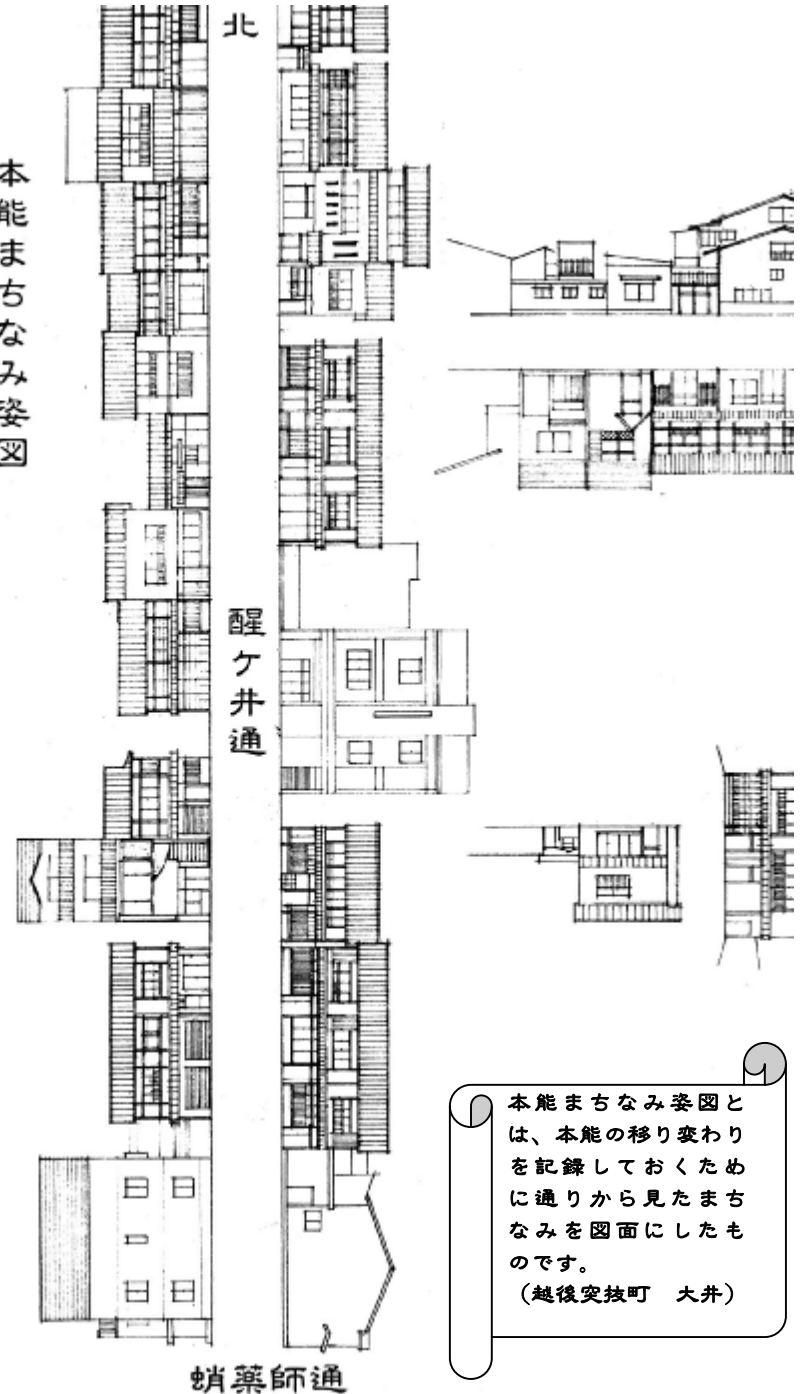 北
本能まちなみ姿図
醒ケ井通
本能まちなみ姿図と
は、本能の移り変わり
を記録しておくため
に通りから見たまち
なみを図面にしたも
のです。
（越後突抜町　大井）
蛸薬師通